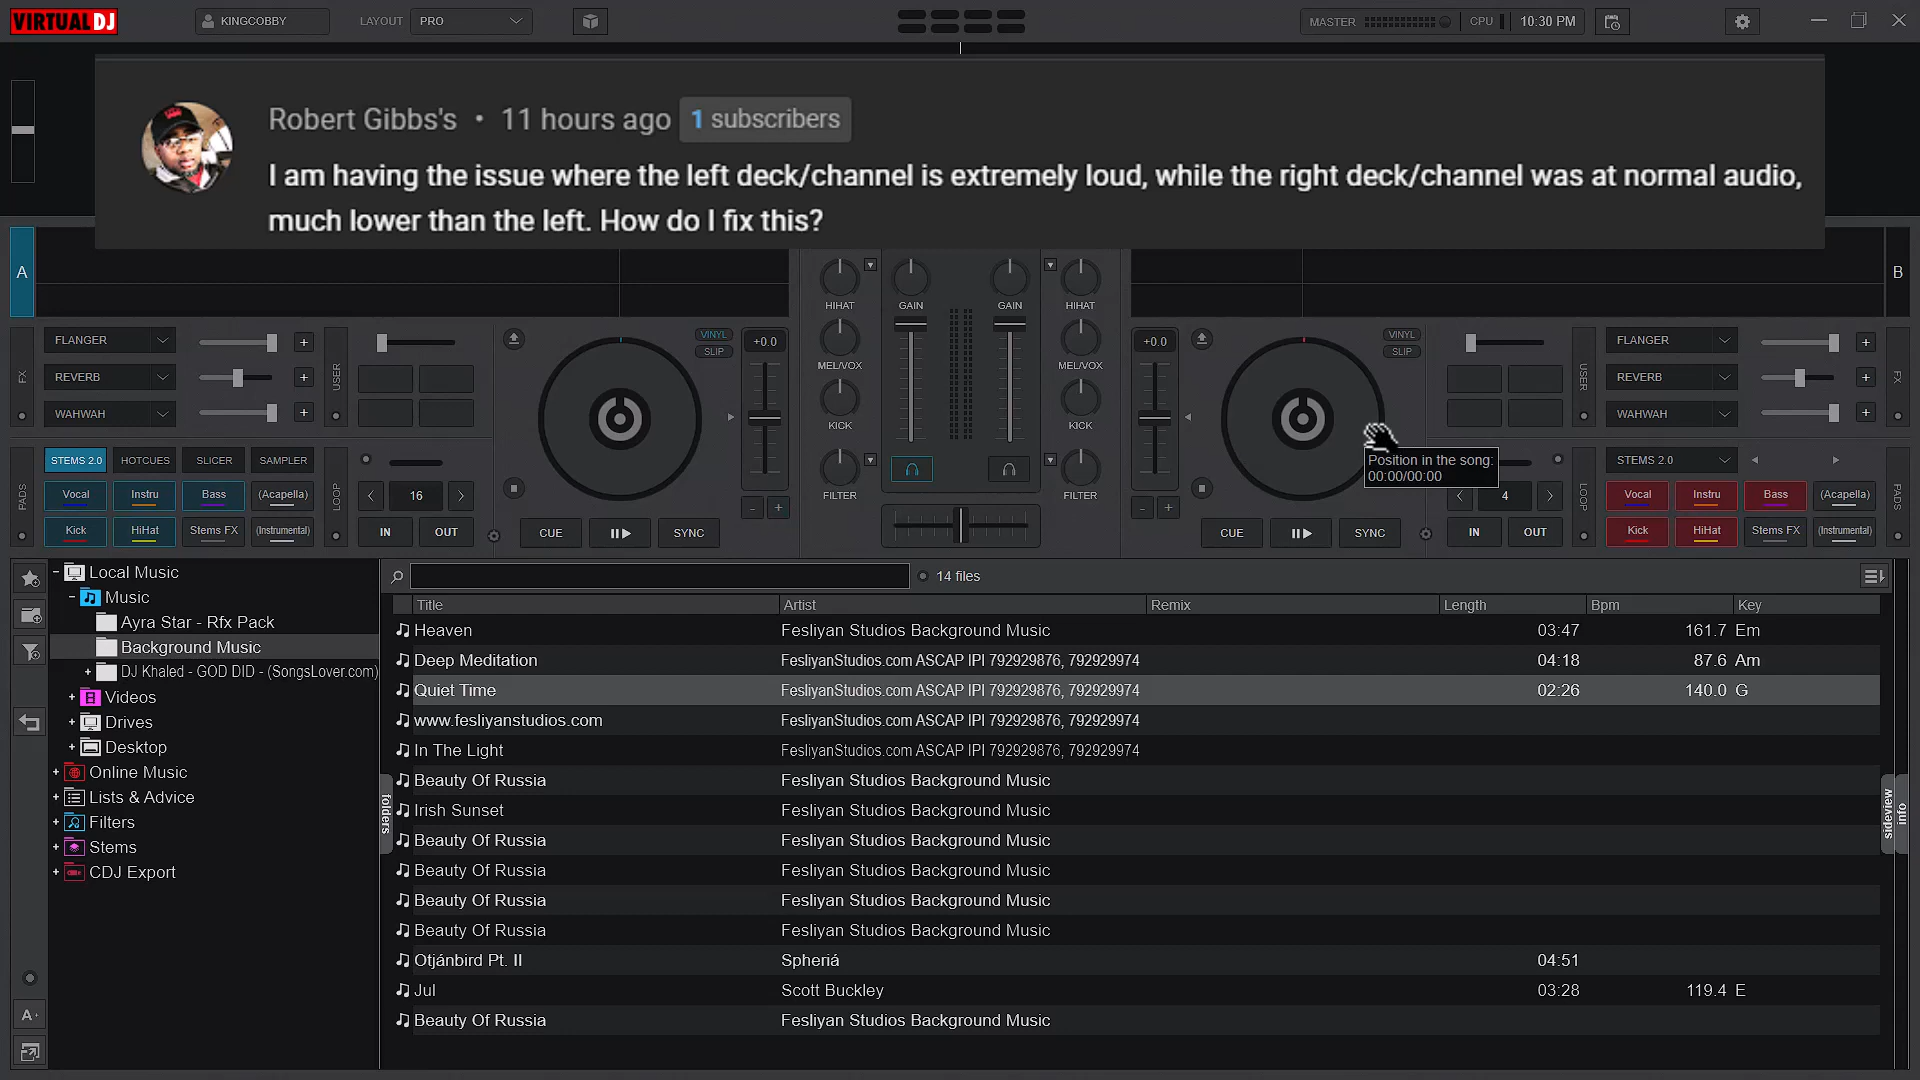 VIRTUAL DJ
KINGCOBBY
LAYOUT PRO
MASTER CPU 10:30 PM
Robert Gibbs's • 11 hours ago 1 subscribers
I am having the issue where the left deck/channel is extremely loud, while the right deck/channel was at normal audio,
much lower than the left. How do I fix this?
A
B
HIHAT GAIN GAIN HIHAT
MEL/VOX MEL/VOX
KICK KICK
FILTER FILTER
FX
FLANGER
REVERB
WAHWAH
USER
VINYL
SLIP
+0.0
PADS
STEMS 2.0 HOTCUES SLICER SAMPLER
Vocal Instru Bass (Acapella)
Kick HiHat Stems FX (Instrumental)
LOOP
16
IN OUT
CUE SYNC
- +
+0.0
VINYL
SLIP
Position in the song:
00:00/00:00
- +
CUE SYNC
USER
FLANGER
REVERB
WAHWAH
FX
4
IN OUT
LOOP
STEMS 2.0
Vocal Instru Bass (Acapella)
Kick HiHat Stems FX (Instrumental)
PADS
Local Music
Music
Ayra Star - Rfx Pack
Background Music
DJ Khaled - GOD DID - (SongsLover.com)
Videos
Drives
Desktop
Online Music
Lists & Advice
Filters
Stems
CDJ Export
A+
folders
14 files
Title Artist Remix Length Bpm Key
Heaven Fesliyan Studios Background Music 03:47 161.7 Em
Deep Meditation FesliyanStudios.com ASCAP IPI 792929876, 792929974 04:18 87.6 Am
Quiet Time FesliyanStudios.com ASCAP IPI 792929876, 792929974 02:26 140.0 G
www.fesliyanstudios.com FesliyanStudios.com ASCAP IPI 792929876, 792929974
In The Light FesliyanStudios.com ASCAP IPI 792929876, 792929974
Beauty Of Russia Fesliyan Studios Background Music
Irish Sunset Fesliyan Studios Background Music
Beauty Of Russia Fesliyan Studios Background Music
Beauty Of Russia Fesliyan Studios Background Music
Beauty Of Russia Fesliyan Studios Background Music
Beauty Of Russia Fesliyan Studios Background Music
Otjánbird Pt. II Spheriá 04:51
Jul Scott Buckley 03:28 119.4 E
Beauty Of Russia Fesliyan Studios Background Music
sideview
info